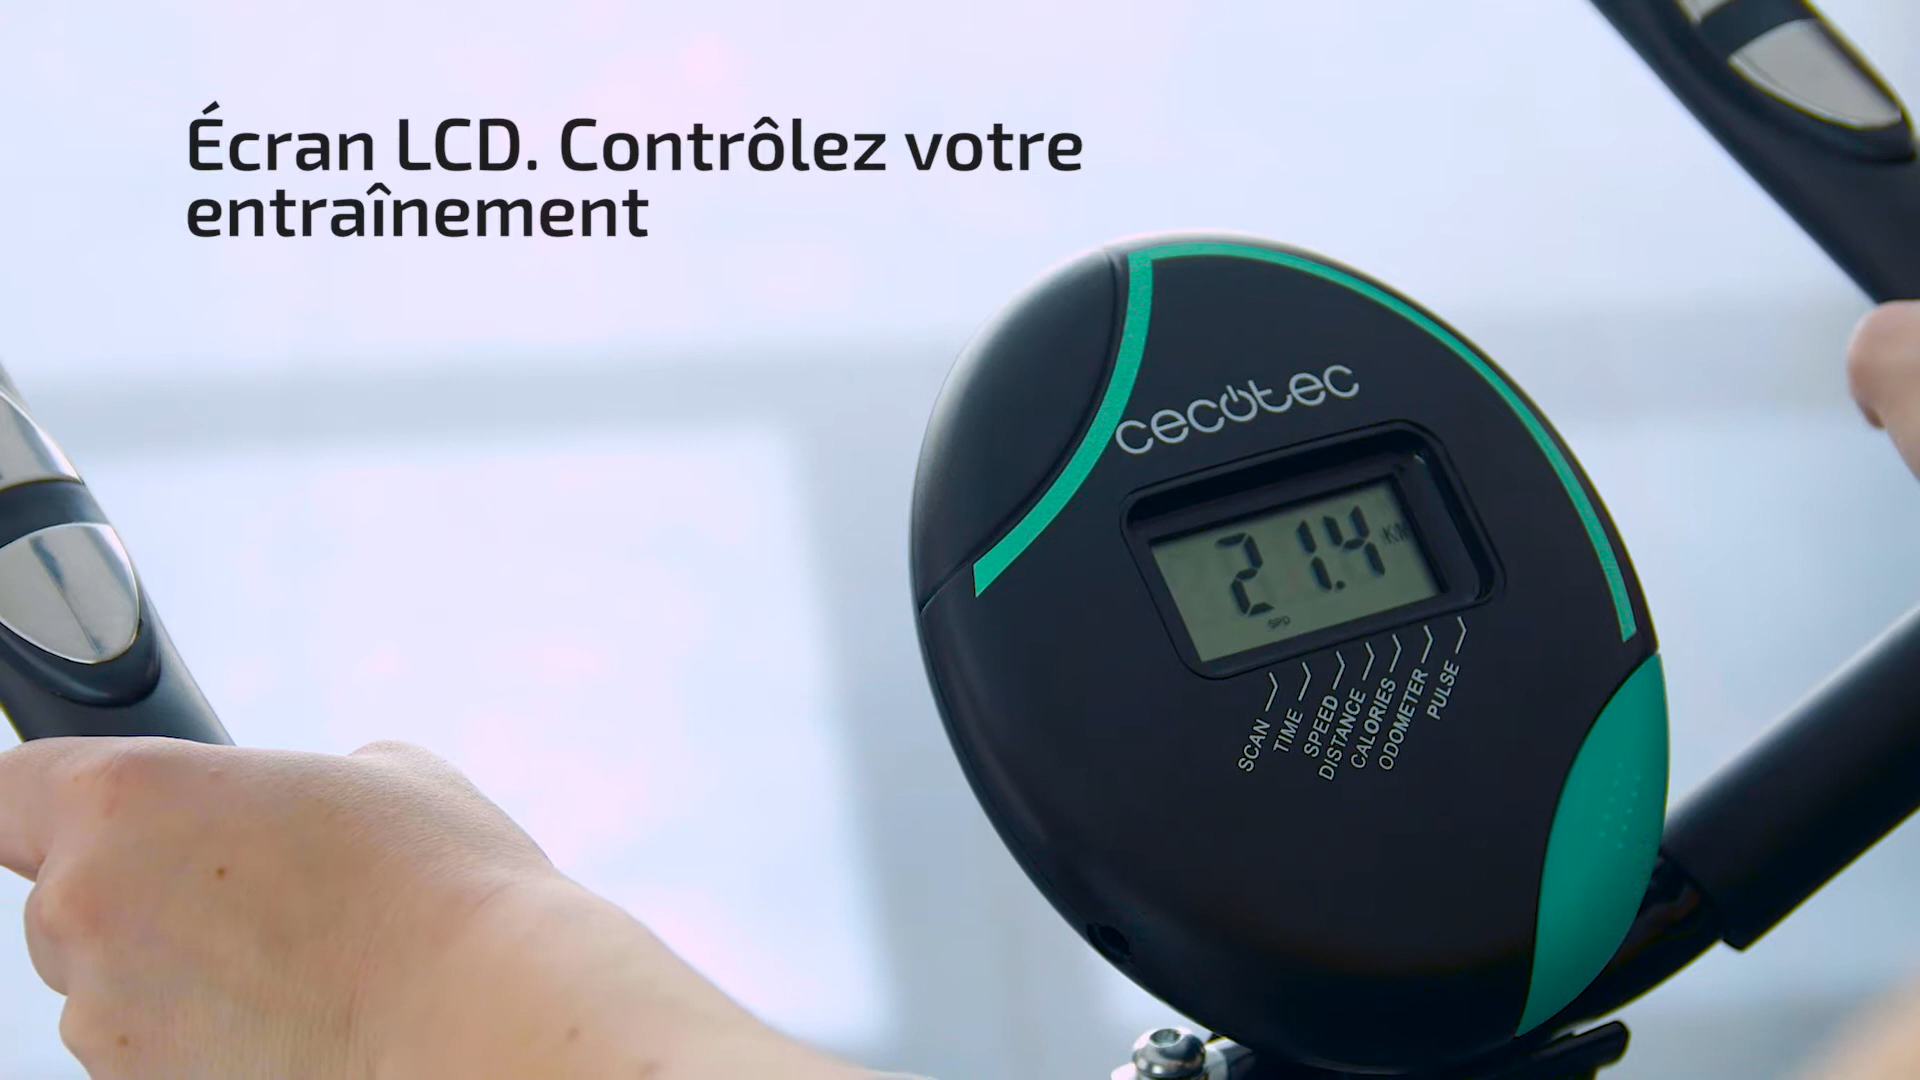 Écran LCD. Contrôlez votre
entraînement
cecotec
21.4 KM
SPD
SCAN
TIME
SPEED
DISTANCE
CALORIES
ODOMETER
PULSE